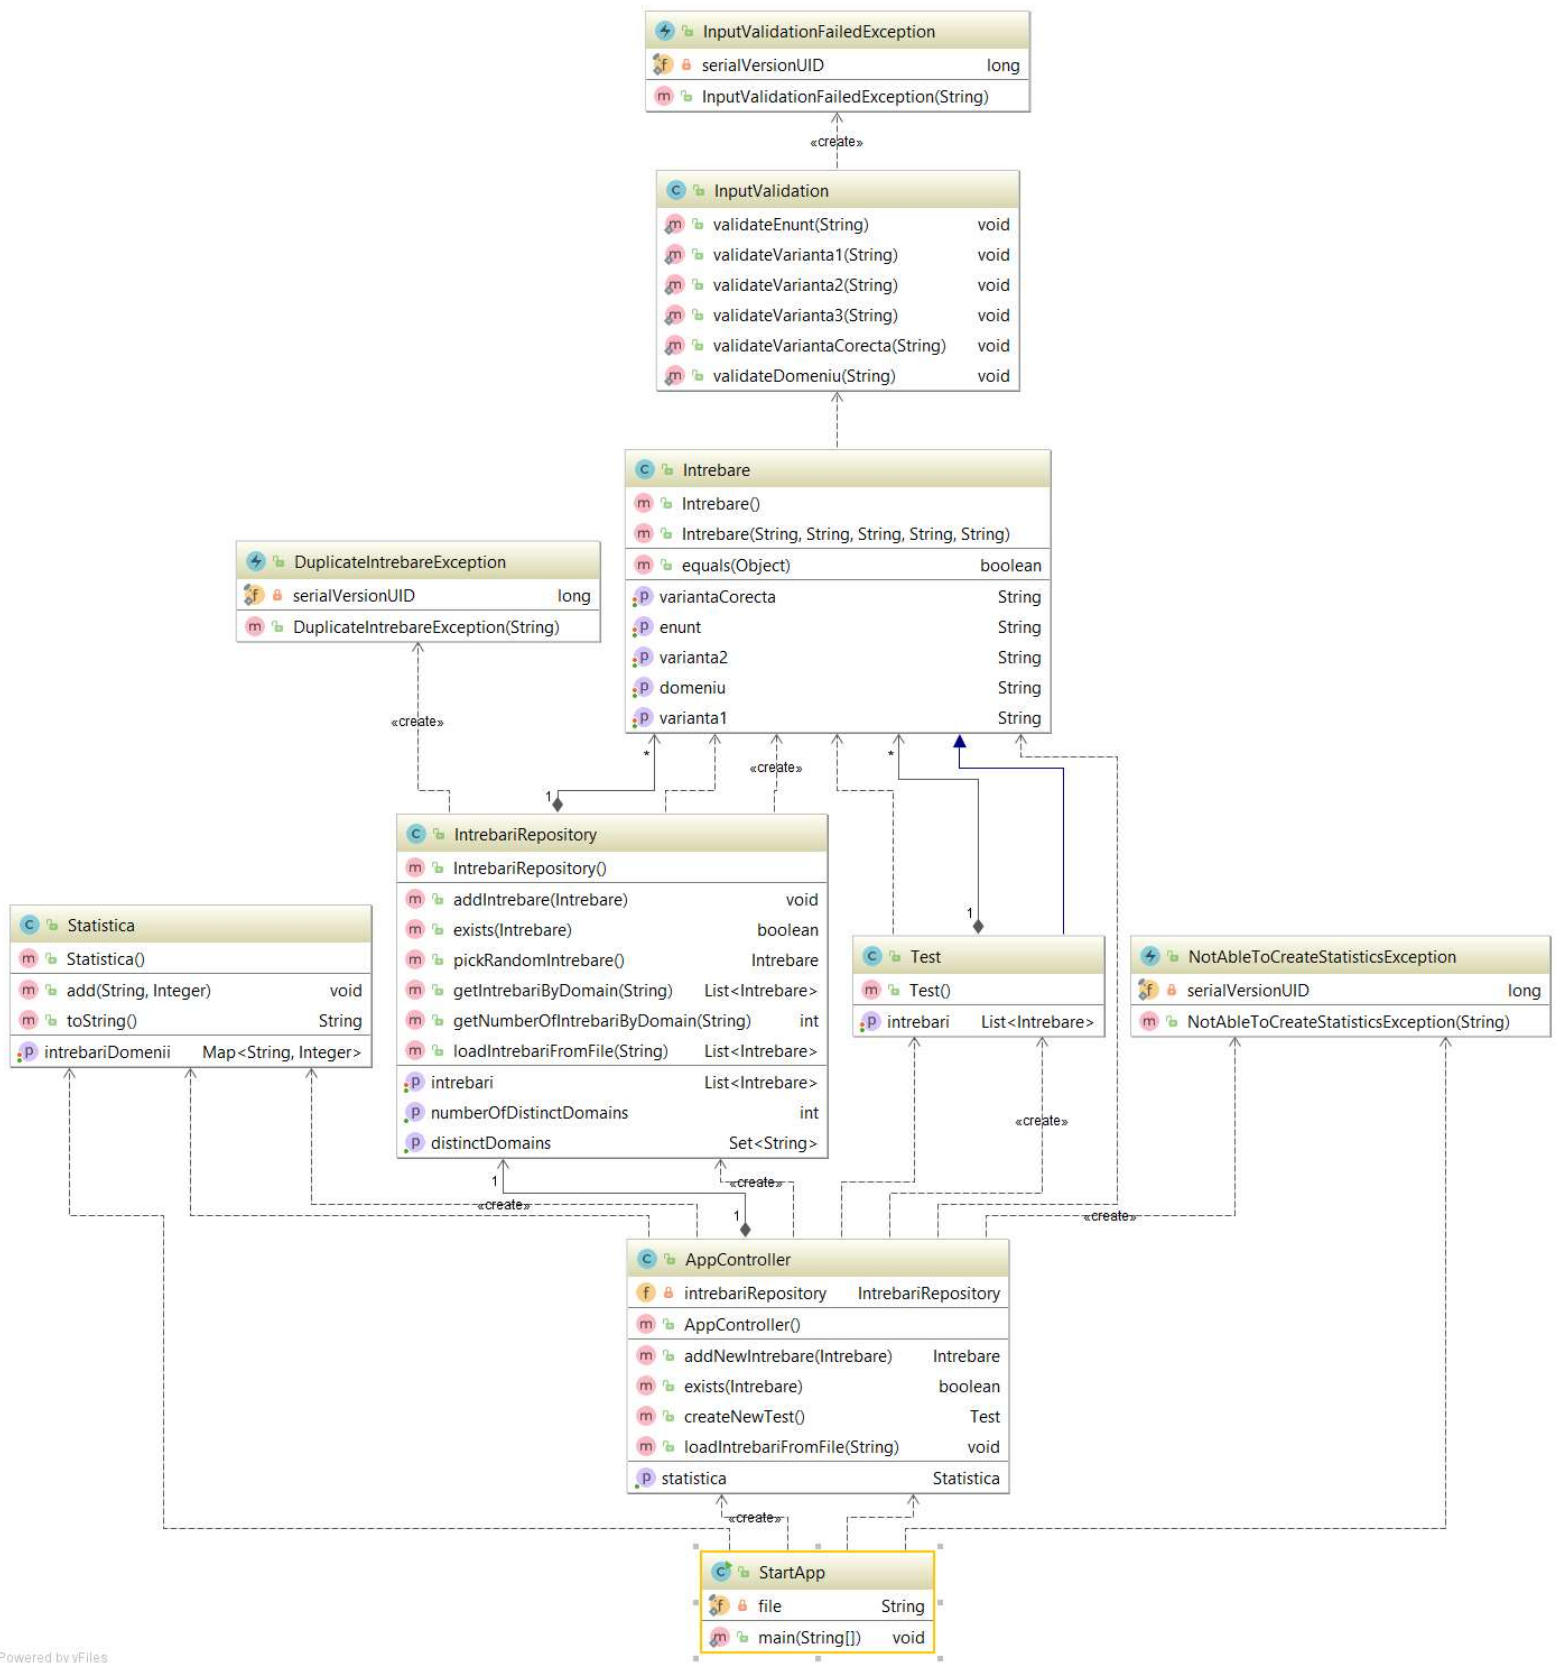 InputValidationFailedException
serialVersionUID long
InputValidationFailedException(String)
«create»
InputValidation
validateEnunt(String) void
validateVarianta1(String) void
validateVarianta2(String) void
validateVarianta3(String) void
validateVariantaCorecta(String) void
validateDomeniu(String) void
Intrebare
Intrebare()
Intrebare(String, String, String, String, String)
equals(Object) boolean
variantaCorecta String
enunt String
varianta2 String
domeniu String
varianta1 String
DuplicateIntrebareException
serialVersionUID long
DuplicateIntrebareException(String)
«create»
*
«create»
*
1
IntrebariRepository
IntrebariRepository()
addIntrebare(Intrebare) void
exists(Intrebare) boolean
pickRandomIntrebare() Intrebare
getIntrebariByDomain(String) List<Intrebare>
getNumberOfIntrebariByDomain(String) int
loadIntrebariFromFile(String) List<Intrebare>
intrebari List<Intrebare>
numberOfDistinctDomains int
distinctDomains Set<String>
Statistica
Statistica()
add(String, Integer) void
toString() String
intrebariDomenii Map<String, Integer>
1
Test
Test()
intrebari List<Intrebare>
NotAbleToCreateStatisticsException
serialVersionUID long
NotAbleToCreateStatisticsException(String)
«create»
1
«create»
«create»
1
«create»
AppController
intrebariRepository IntrebariRepository
AppController()
addNewIntrebare(Intrebare) Intrebare
exists(Intrebare) boolean
createNewTest() Test
loadIntrebariFromFile(String) void
statistica Statistica
«create»
StartApp
file String
main(String[]) void
Powered by yFiles